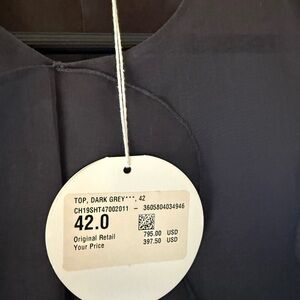 TOP, DARK GREY***, 42
CH19SHT47002011 - 3605804034946
42.0
Original Retail 795.00 USD
Your Price 397.50 USD